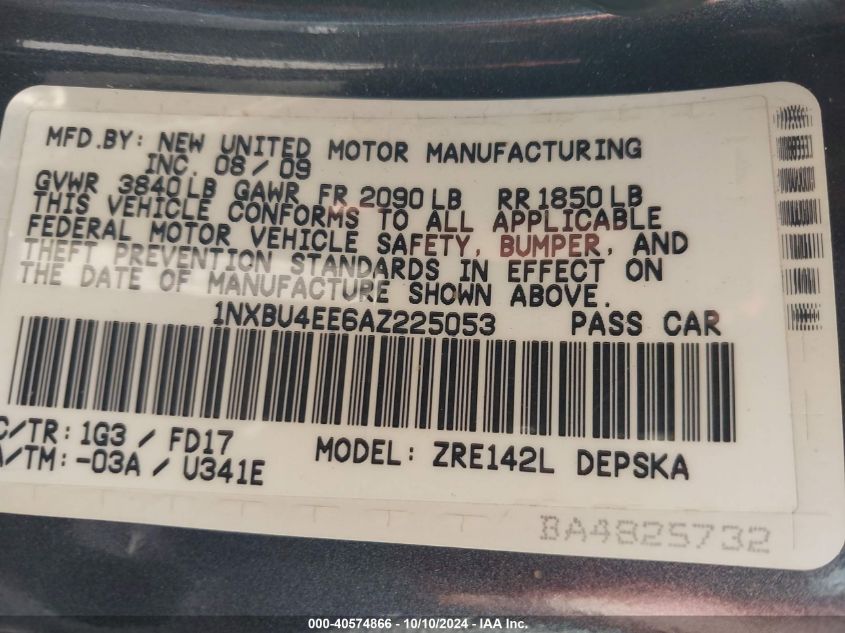 MFD.BY: NEW UNITED MOTOR MANUFACTURING
INC. 08/09
GVWR 3840LB GAWR FR 2090LB RR 1850LB
THIS VEHICLE CONFORMS TO ALL APPLICABLE
FEDERAL MOTOR VEHICLE SAFETY, BUMPER, AND
THEFT PREVENTION STANDARDS IN EFFECT ON
THE DATE OF MANUFACTURE SHOWN ABOVE.
1NXBU4EE6AZ225053 PASS CAR
C/TR: 1G3 / FD17
A/TM: -03A / U341E
MODEL: ZRE142L DEPSKA
BA4825732
000-40574866 - 10/10/2024 - IAA Inc.